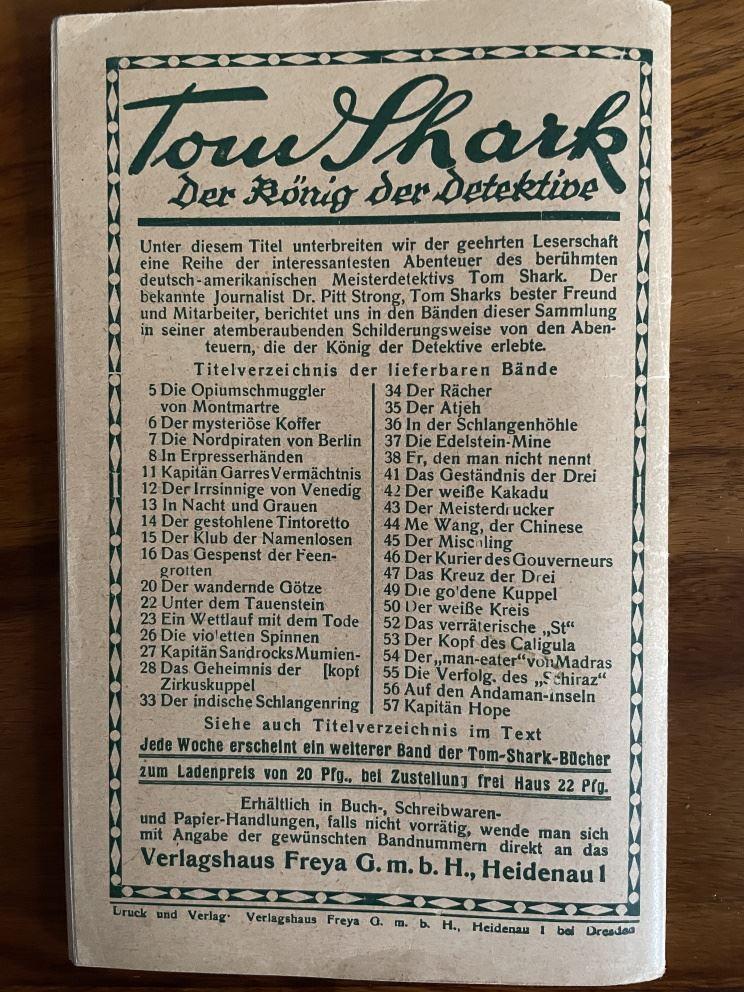 Tom Shark
Der König der Detektive
Unter diesem Titel unterbreiten wir der geehrten Leserschaft
eine Reihe der interessantesten Abenteuer des berühmten
deutsch-amerikanischen Meisterdetektivs Tom Shark. Der
bekannte Journalist Dr. Pitt Strong, Tom Sharks bester Freund
und Mitarbeiter, berichtet uns in den Bänden dieser Sammlung
in seiner atemberaubenden Schilderungsweise von den Aben-
teuern, die der König der Detektive erlebte.
Titelverzeichnis der lieferbaren Bände
5 Die Opiumschmuggler
von Montmartre
6 Der mysteriöse Koffer
7 Die Nordpiraten von Berlin
8 In Erpresserhänden
11 Kapitän Garres Vermächtnis
12 Der Irrsinnige von Venedig
13 In Nacht und Grauen
14 Der gestohlene Tintoretto
15 Der Klub der Namenlosen
16 Das Gespenst der Feen-
grotten
20 Der wandernde Götze
22 Unter dem Tauenstein
23 Ein Wettlauf mit dem Tode
26 Die violetten Spinnen
27 Kapitän Sandrocks Mumien-
28 Das Geheimnis der [kopf
Zirkuskuppel
33 Der indische Schlangenring
34 Der Rächer
35 Der Atjeh
36 In der Schlangenhöhle
37 Die Edelstein-Mine
38 Er, den man nicht nennt
41 Das Geständnis der Drei
42 Der weiße Kakadu
43 Der Meisterdrucker
44 Me Wang, der Chinese
45 Der Mischling
46 Der Kurier des Gouverneurs
47 Das Kreuz der Drei
49 Die goldene Kuppel
50 Der weiße Kreis
52 Das verräterische „St“
53 Der Kopf des Caligula
54 Der „man-eater“ von Madras
55 Die Verfolg. des „Schiraz“
56 Auf den Andaman-Inseln
57 Kapitän Hope
Siehe auch Titelverzeichnis im Text
Jede Woche erscheint ein weiterer Band der Tom-Shark-Bücher
zum Ladenpreis von 20 Pfg., bei Zustellung frei Haus 22 Pfg.
Erhältlich in Buch-, Schreibwaren-
und Papier-Handlungen, falls nicht vorrätig, wende man sich
mit Angabe der gewünschten Bandnummern direkt an das
Verlagshaus Freya G. m. b. H., Heidenau 1
Druck und Verlag: Verlagshaus Freya G. m. b. H., Heidenau 1 bei Dresden